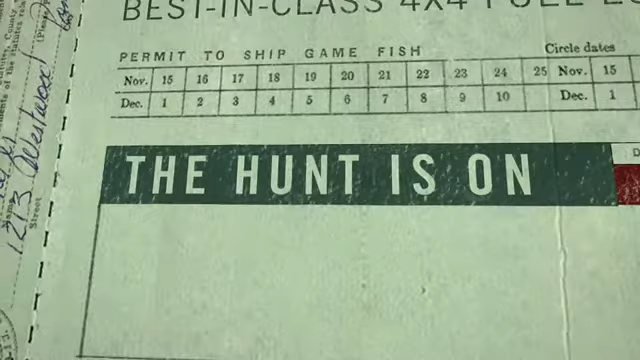 BEST-IN-CLASS 4X4 FUEL
PERMIT TO SHIP GAME FISH
Circle dates
Nov. 15 16 17 18 19 20 21 22 23 24 25 Nov. 15
Dec. 1 2 3 4 5 6 7 8 9 10 Dec. 1
THE HUNT IS ON
1213 Westwood
Street